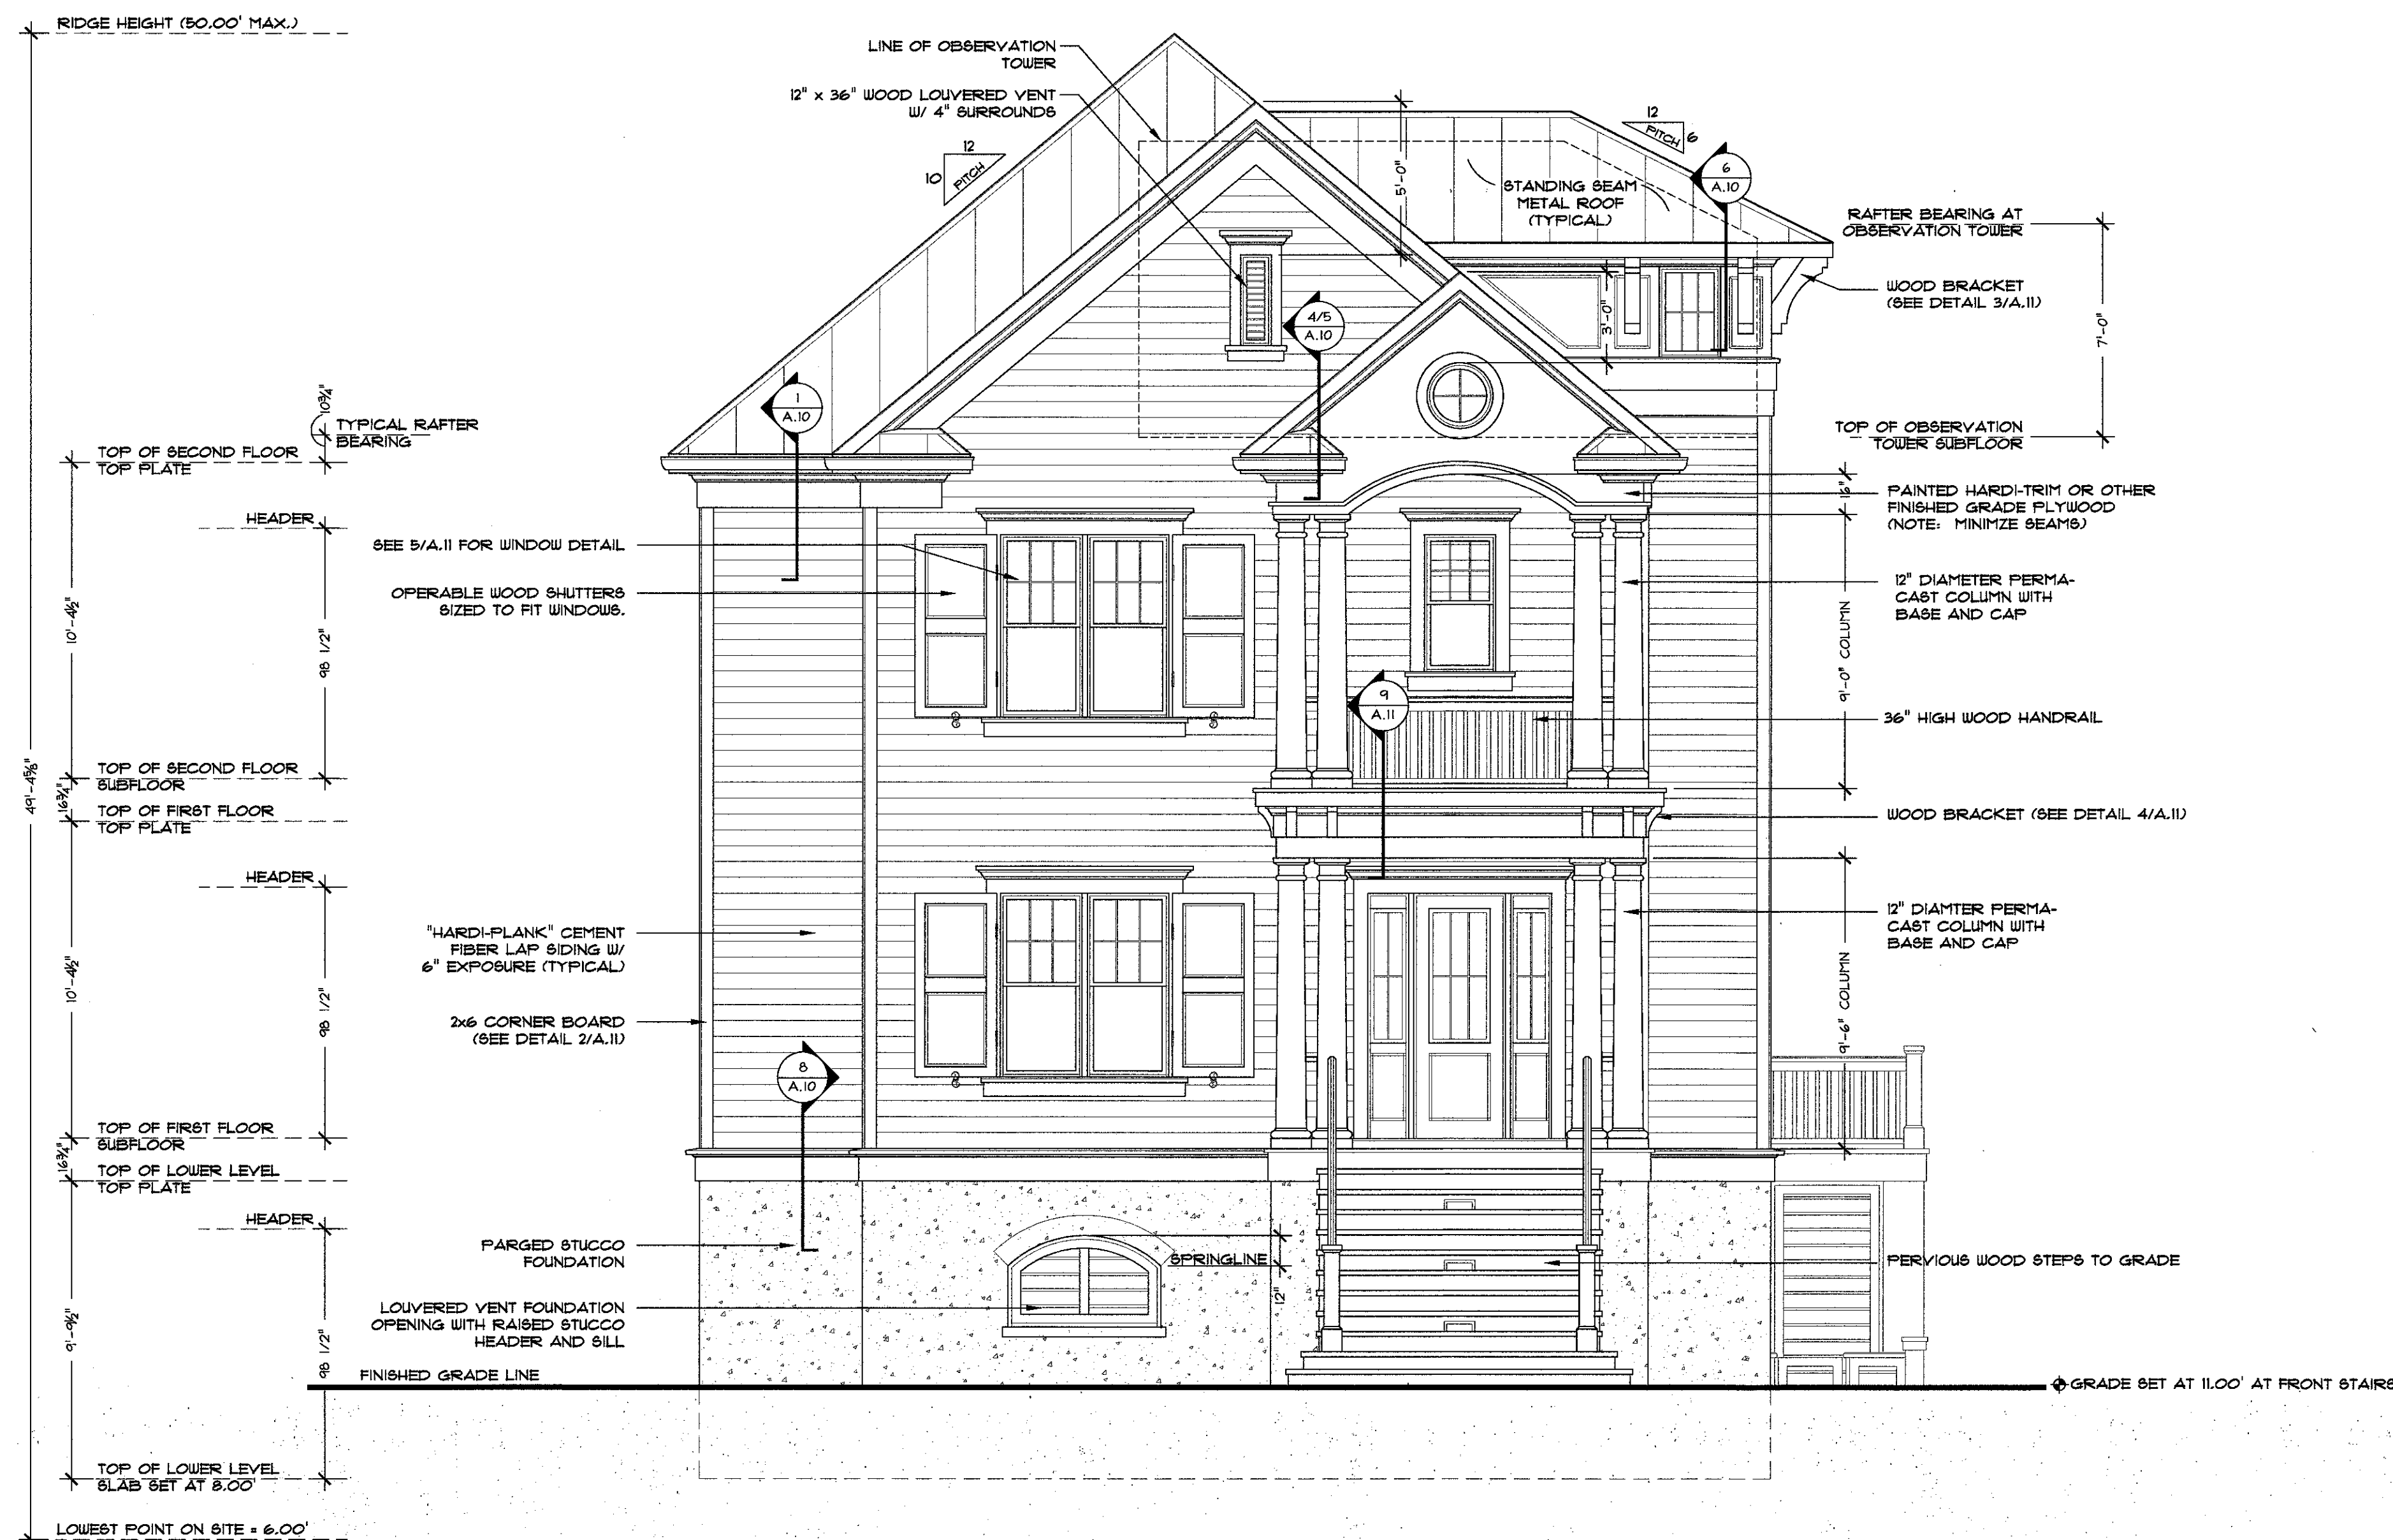 RIDGE HEIGHT (50.00' MAX.)
LINE OF OBSERVATION
TOWER
12" x 36" WOOD LOUVERED VENT
W/ 4" SURROUNDS
12
10
PITCH
12
PITCH
6
6
A.10
5'-0"
STANDING SEAM
METAL ROOF
(TYPICAL)
RAFTER BEARING AT
OBSERVATION TOWER
WOOD BRACKET
(SEE DETAIL 3/A.11)
3'-0"
7'-0"
4/5
A.10
1
A.10
10¾"
TYPICAL RAFTER
BEARING
TOP OF OBSERVATION
TOWER SUBFLOOR
TOP OF SECOND FLOOR
TOP PLATE
16"
PAINTED HARDI-TRIM OR OTHER
FINISHED GRADE PLYWOOD
(NOTE: MINIMZE SEAMS)
HEADER
SEE 5/A.11 FOR WINDOW DETAIL
OPERABLE WOOD SHUTTERS
SIZED TO FIT WINDOWS.
12" DIAMETER PERMA-
CAST COLUMN WITH
BASE AND CAP
10'-4½"
98 1/2"
9'-0" COLUMN
9
A.11
36" HIGH WOOD HANDRAIL
49'-4⅝"
TOP OF SECOND FLOOR
SUBFLOOR
16¾"
TOP OF FIRST FLOOR
TOP PLATE
WOOD BRACKET (SEE DETAIL 4/A.11)
HEADER
"HARDI-PLANK" CEMENT
FIBER LAP SIDING W/
6" EXPOSURE (TYPICAL)
12" DIAMTER PERMA-
CAST COLUMN WITH
BASE AND CAP
10'-4½"
98 1/2"
9'-6" COLUMN
2x6 CORNER BOARD
(SEE DETAIL 2/A.11)
8
A.10
TOP OF FIRST FLOOR
SUBFLOOR
16¾"
TOP OF LOWER LEVEL
TOP PLATE
HEADER
PARGED STUCCO
FOUNDATION
SPRINGLINE
12"
PERVIOUS WOOD STEPS TO GRADE
LOUVERED VENT FOUNDATION
OPENING WITH RAISED STUCCO
HEADER AND SILL
9'-9½"
98 1/2"
FINISHED GRADE LINE
GRADE SET AT 11.00' AT FRONT STAIRS
TOP OF LOWER LEVEL
SLAB SET AT 8.00'
LOWEST POINT ON SITE = 6.00'